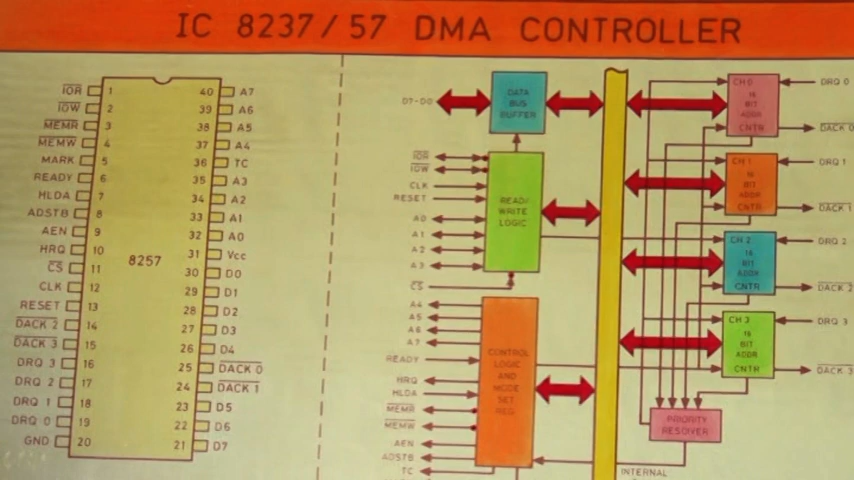 IC 8237/57 DMA CONTROLLER
IOR 1
IOW 2
MEMR 3
MEMW 4
MARK 5
READY 6
HLDA 7
ADSTB 8
AEN 9
HRQ 10
CS 11
CLK 12
RESET 13
DACK 2 14
DACK 3 15
DRQ 3 16
DRQ 2 17
DRQ 1 18
DRQ 0 19
GND 20
8257
40 A7
39 A6
38 A5
37 A4
36 TC
35 A3
34 A2
33 A1
32 A0
31 Vcc
30 D0
29 D1
28 D2
27 D3
26 D4
25 DACK 0
24 DACK 1
23 D5
22 D6
21 D7
D7-D0
DATA
BUS
BUFFER
IOR
IOW
CLK
RESET
A0
A1
A2
A3
CS
READ/
WRITE
LOGIC
A4
A5
A6
A7
READY
HRQ
HLDA
MEMR
MEMW
AEN
ADSTB
TC
CONTROL
LOGIC
AND
MODE
SET
REG
CH 0
16
BIT
ADDR
CNTR
DRQ 0
DACK 0
CH 1
16
BIT
ADDR
CNTR
DRQ 1
DACK 1
CH 2
16
BIT
ADDR
CNTR
DRQ 2
DACK 2
CH 3
16
BIT
ADDR
CNTR
DRQ 3
DACK 3
PRIORITY
RESOLVER
INTERNAL